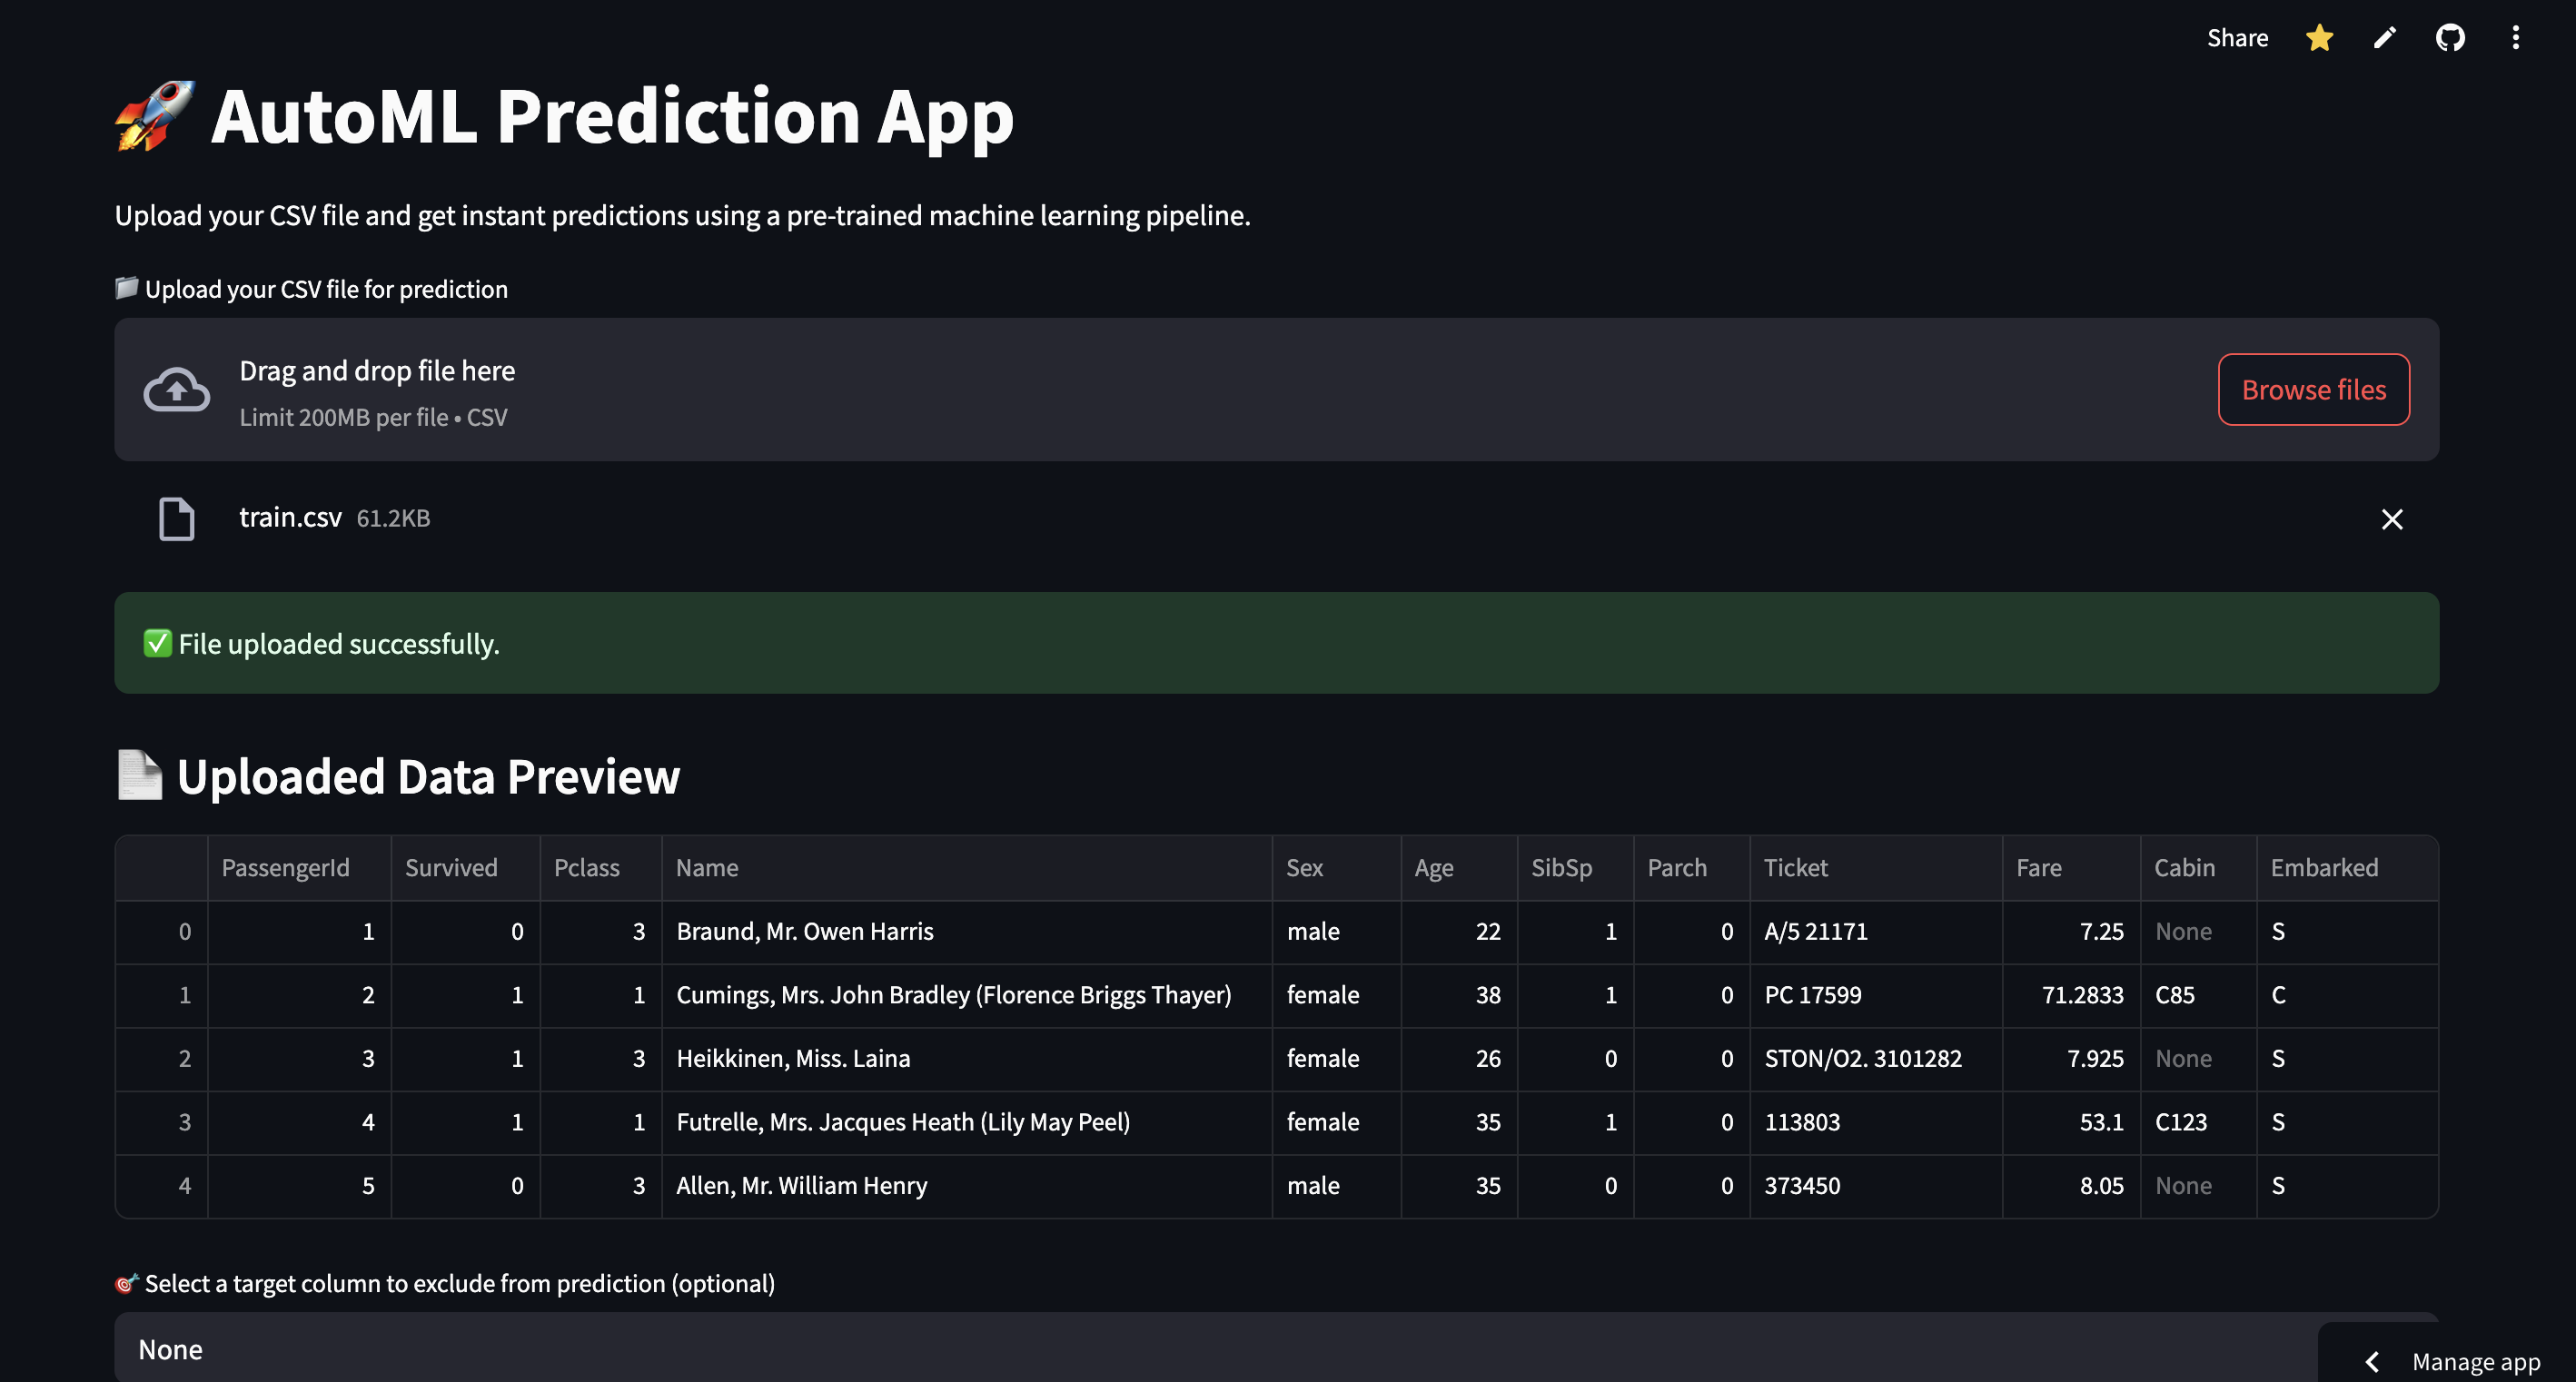 Share
AutoML Prediction App
Upload your CSV file and get instant predictions using a pre-trained machine learning pipeline.
Upload your CSV file for prediction
Drag and drop file here
Limit 200MB per file • CSV
Browse files
train.csv 61.2KB
File uploaded successfully.
Uploaded Data Preview
PassengerId Survived Pclass Name Sex Age SibSp Parch Ticket Fare Cabin Embarked
0 1 0 3 Braund, Mr. Owen Harris male 22 1 0 A/5 21171 7.25 None S
1 2 1 1 Cumings, Mrs. John Bradley (Florence Briggs Thayer) female 38 1 0 PC 17599 71.2833 C85 C
2 3 1 3 Heikkinen, Miss. Laina female 26 0 0 STON/O2. 3101282 7.925 None S
3 4 1 1 Futrelle, Mrs. Jacques Heath (Lily May Peel) female 35 1 0 113803 53.1 C123 S
4 5 0 3 Allen, Mr. William Henry male 35 0 0 373450 8.05 None S
Select a target column to exclude from prediction (optional)
None
Manage app